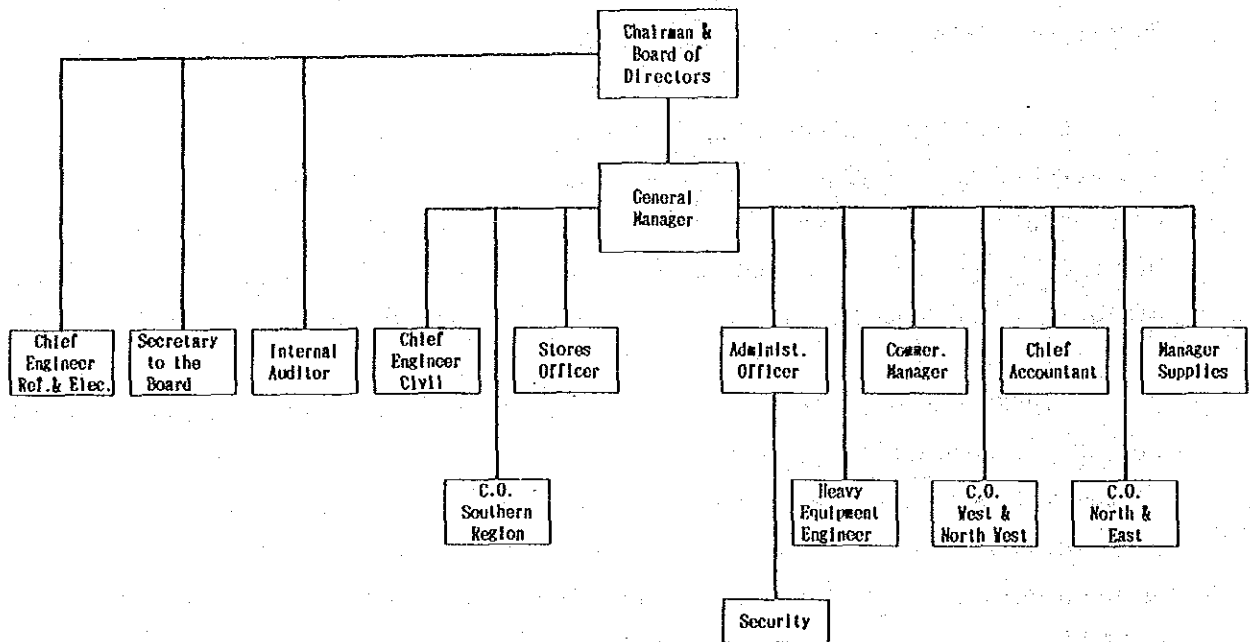 Chairman &
Board of
Directors
General
Manager
Chief
Engineer
Ref.& Elec.
Secretary
to the
Board
Internal
Auditor
Chief
Engineer
Civil
Stores
Officer
Administ.
Officer
Commer.
Manager
Chief
Accountant
Manager
Supplies
C.O.
Southern
Region
Heavy
Equipment
Engineer
C.O.
West &
North West
C.O.
North &
East
Security